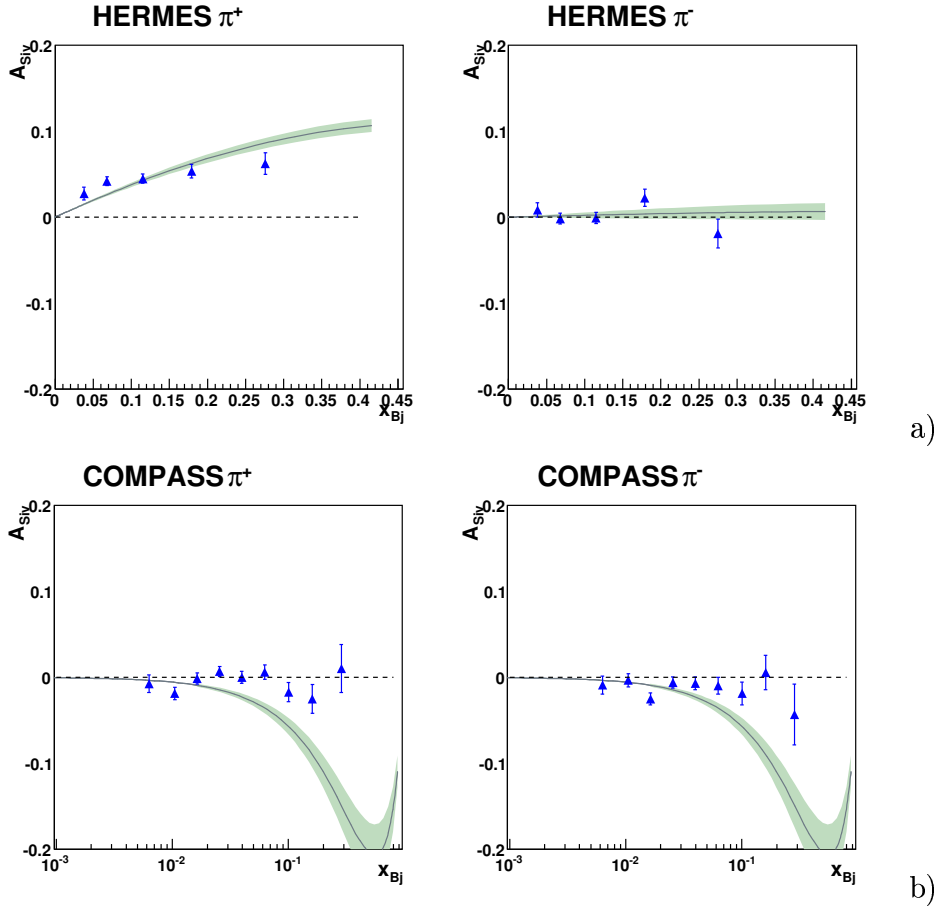 HERMES π⁺
HERMES π⁻
A_Siv
0.2
0.1
0
-0.1
-0.2
0 0.05 0.1 0.15 0.2 0.25 0.3 0.35 0.4 0.45
x_Bj
A_Siv
0.2
0.1
0
-0.1
-0.2
0 0.05 0.1 0.15 0.2 0.25 0.3 0.35 0.4 0.45
x_Bj
a)
COMPASS π⁺
COMPASS π⁻
A_Siv
0.2
0.1
0
-0.1
-0.2
10⁻³ 10⁻² 10⁻¹
x_Bj
A_Siv
0.2
0.1
0
-0.1
-0.2
10⁻³ 10⁻² 10⁻¹
x_Bj
b)